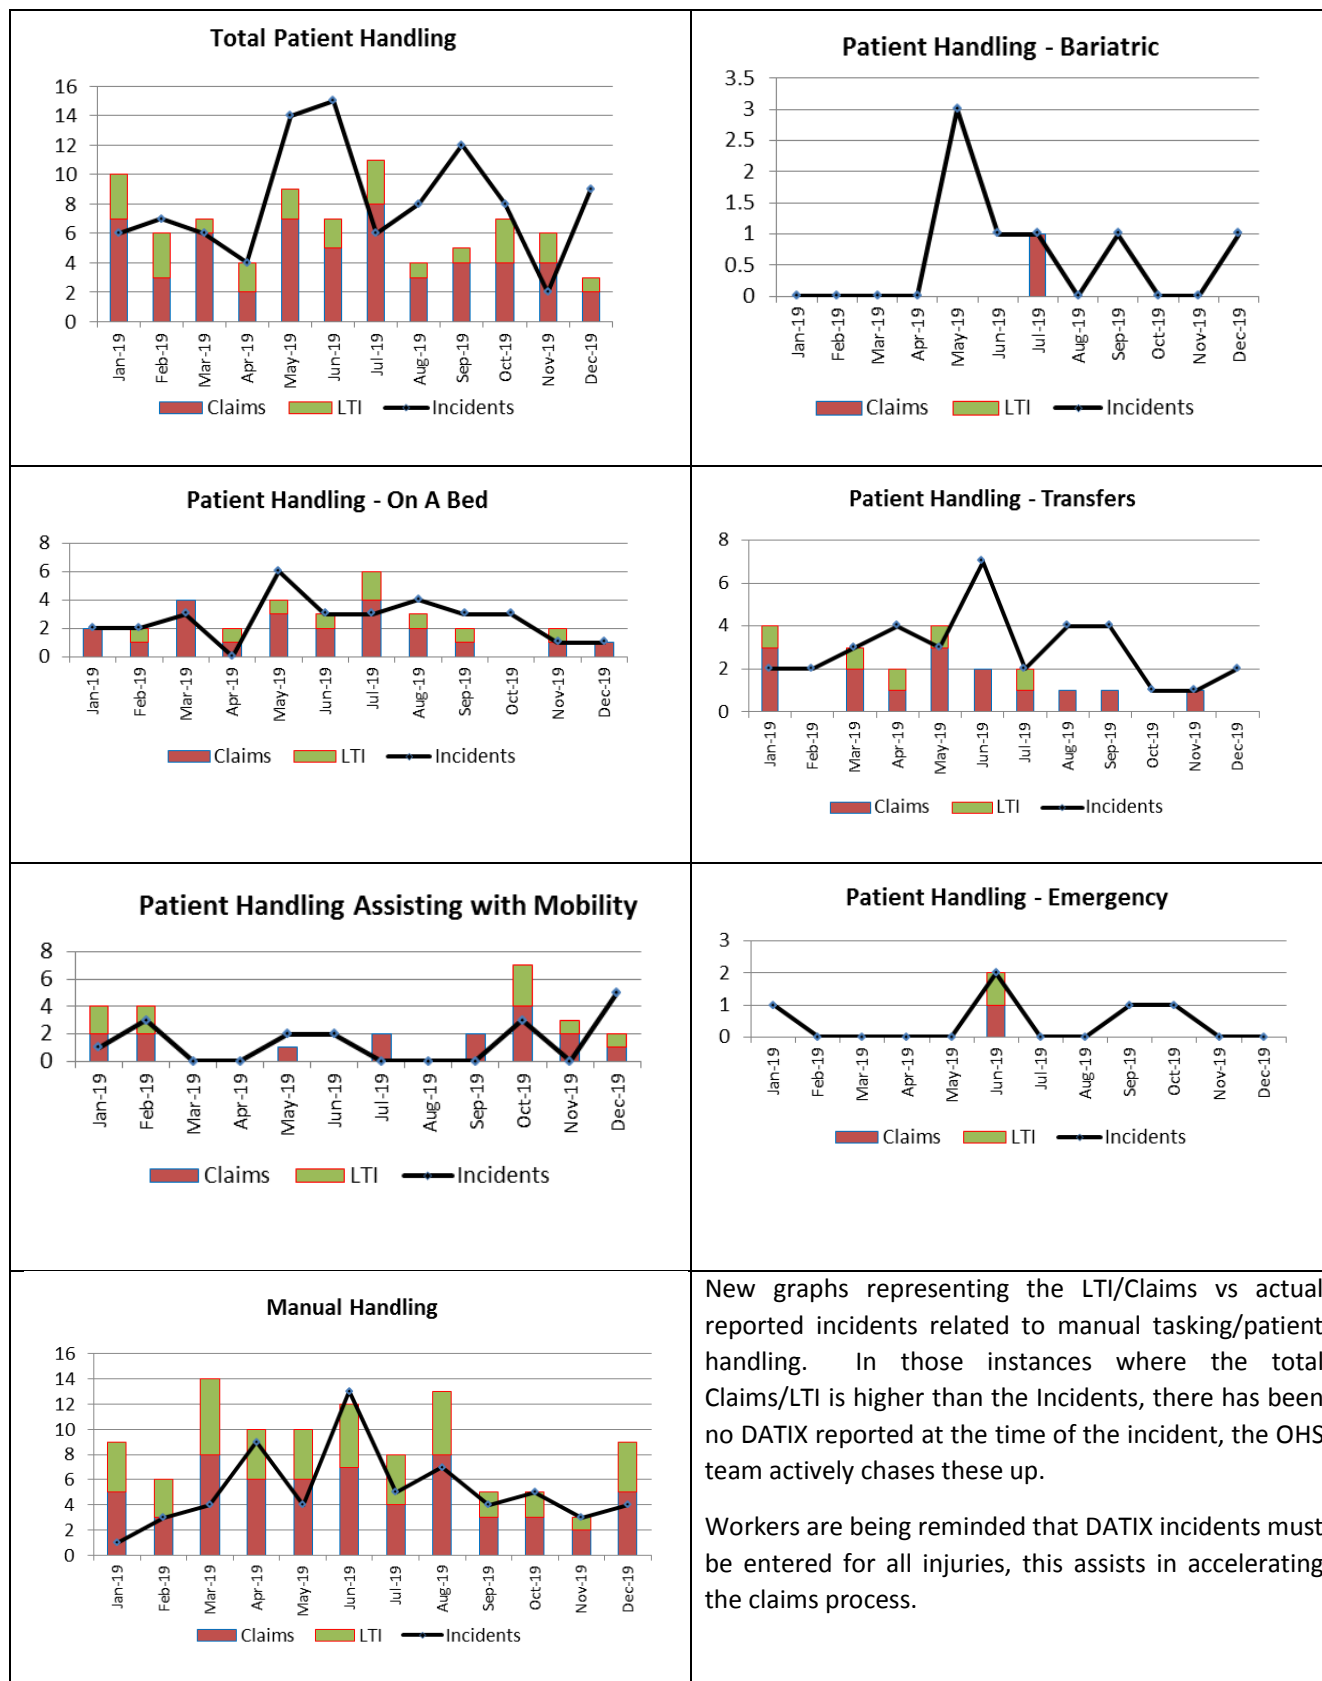 Total Patient Handling
16
14
12
10
8
6
4
2
0
Jan-19
Feb-19
Mar-19
Apr-19
May-19
Jun-19
Jul-19
Aug-19
Sep-19
Oct-19
Nov-19
Dec-19
Claims LTI Incidents
Patient Handling - Bariatric
3.5
3
2.5
2
1.5
1
0.5
0
Jan-19
Feb-19
Mar-19
Apr-19
May-19
Jun-19
Jul-19
Aug-19
Sep-19
Oct-19
Nov-19
Dec-19
Claims LTI Incidents
Patient Handling - On A Bed
8
6
4
2
0
Jan-19
Feb-19
Mar-19
Apr-19
May-19
Jun-19
Jul-19
Aug-19
Sep-19
Oct-19
Nov-19
Dec-19
Claims LTI Incidents
Patient Handling - Transfers
8
6
4
2
0
Jan-19
Feb-19
Mar-19
Apr-19
May-19
Jun-19
Jul-19
Aug-19
Sep-19
Oct-19
Nov-19
Dec-19
Claims LTI Incidents
Patient Handling Assisting with Mobility
8
6
4
2
0
Jan-19
Feb-19
Mar-19
Apr-19
May-19
Jun-19
Jul-19
Aug-19
Sep-19
Oct-19
Nov-19
Dec-19
Claims LTI Incidents
Patient Handling - Emergency
3
2
1
0
Jan-19
Feb-19
Mar-19
Apr-19
May-19
Jun-19
Jul-19
Aug-19
Sep-19
Oct-19
Nov-19
Dec-19
Claims LTI Incidents
Manual Handling
16
14
12
10
8
6
4
2
0
Jan-19
Feb-19
Mar-19
Apr-19
May-19
Jun-19
Jul-19
Aug-19
Sep-19
Oct-19
Nov-19
Dec-19
Claims LTI Incidents
New graphs representing the LTI/Claims vs actual
reported incidents related to manual tasking/patient
handling. In those instances where the total
Claims/LTI is higher than the Incidents, there has been
no DATIX reported at the time of the incident, the OHS
team actively chases these up.
Workers are being reminded that DATIX incidents must
be entered for all injuries, this assists in accelerating
the claims process.